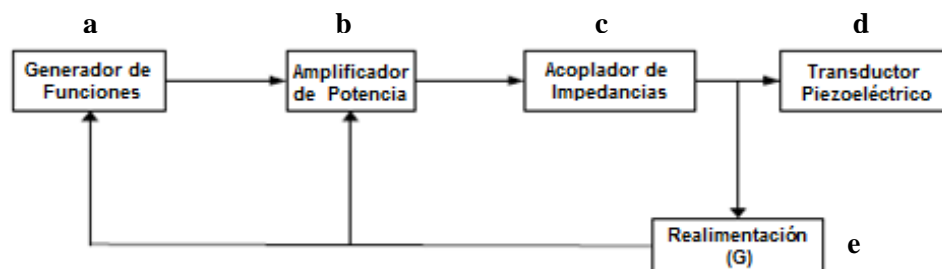 a
b
c
d
Generador de
Funciones
Amplificador
de Potencia
Acoplador de
Impedancias
Transductor
Piezoeléctrico
Realimentación
(G)
e